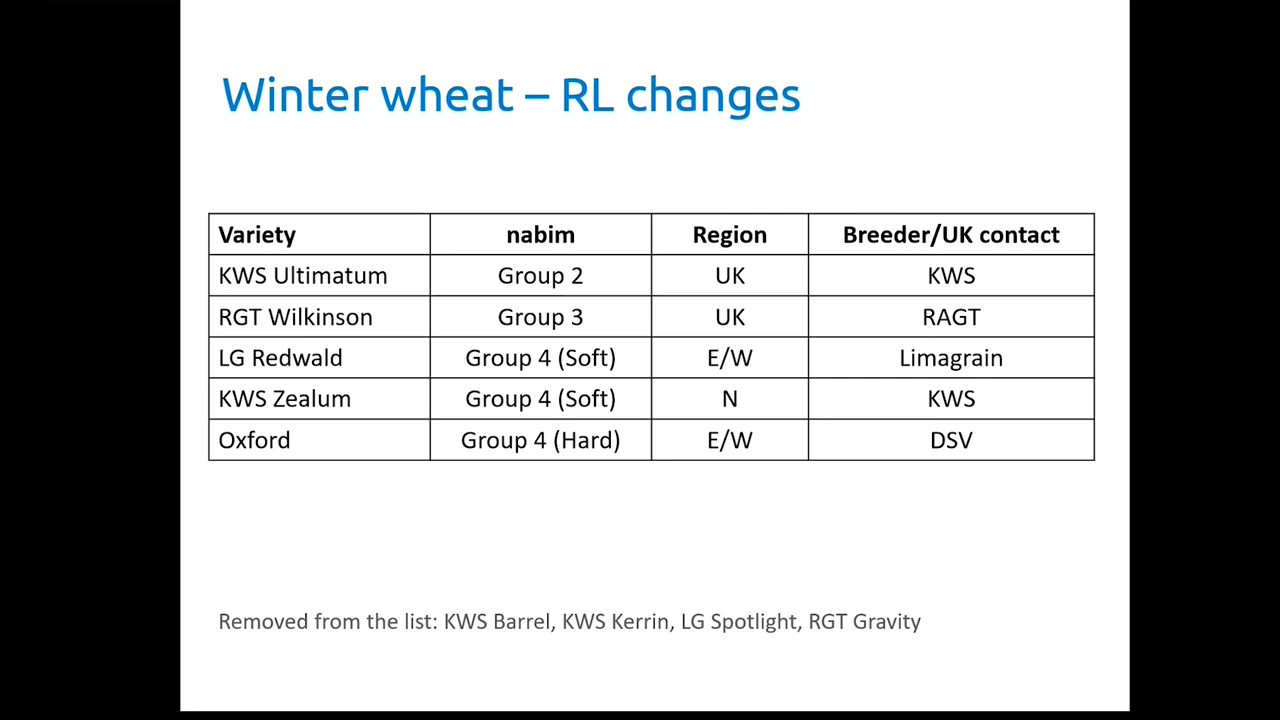 Winter wheat – RL changes
Variety nabim Region Breeder/UK contact
KWS Ultimatum Group 2 UK KWS
RGT Wilkinson Group 3 UK RAGT
LG Redwald Group 4 (Soft) E/W Limagrain
KWS Zealum Group 4 (Soft) N KWS
Oxford Group 4 (Hard) E/W DSV
Removed from the list: KWS Barrel, KWS Kerrin, LG Spotlight, RGT Gravity